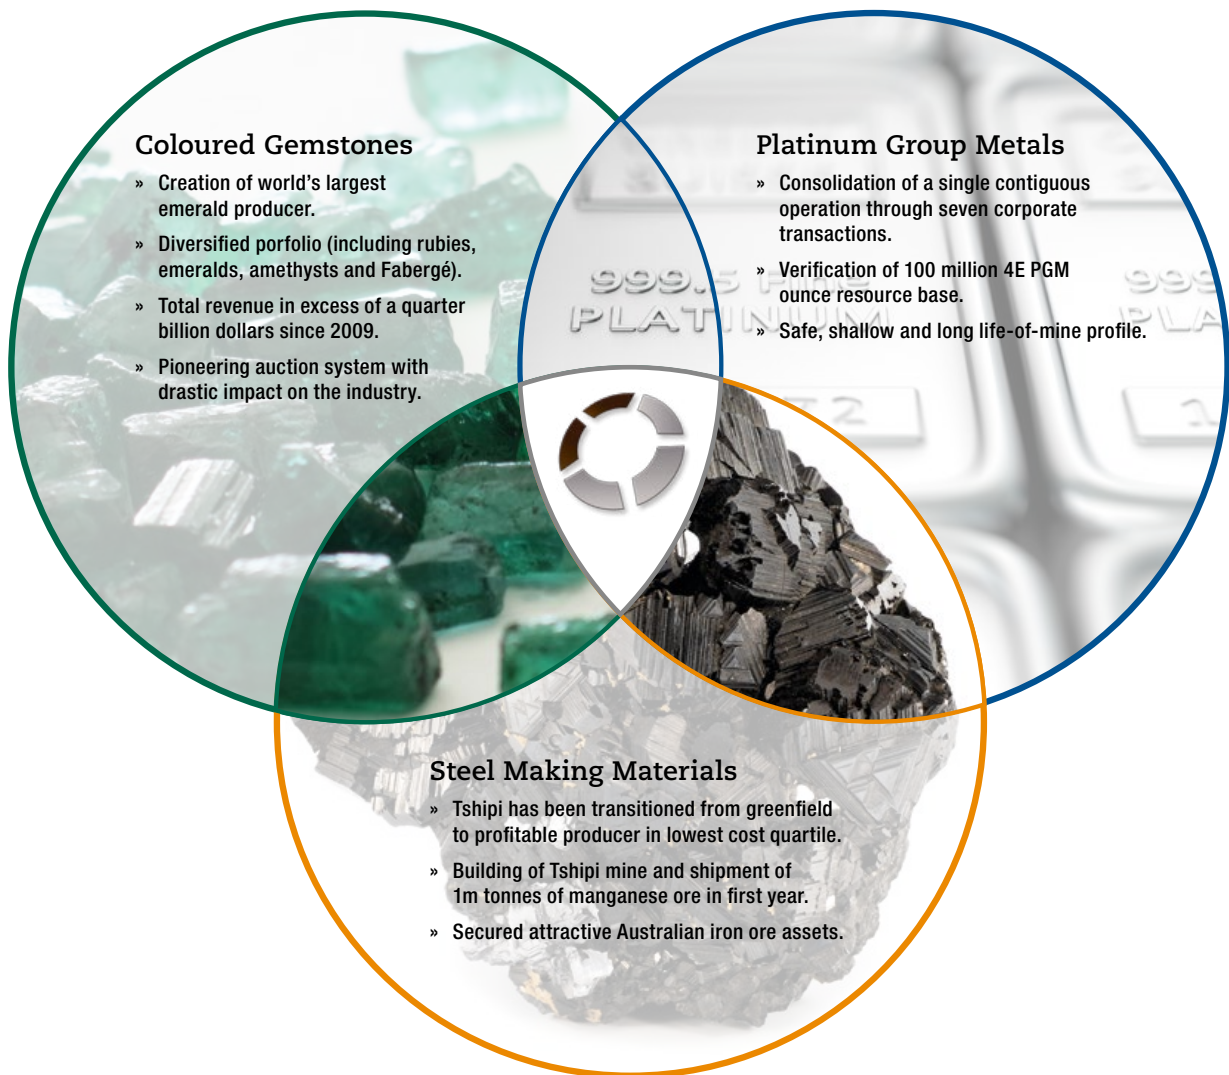 Coloured Gemstones
» Creation of world's largest
emerald producer.
» Diversified porfolio (including rubies,
emeralds, amethysts and Fabergé).
» Total revenue in excess of a quarter
billion dollars since 2009.
» Pioneering auction system with
drastic impact on the industry.
Platinum Group Metals
» Consolidation of a single contiguous
operation through seven corporate
transactions.
» Verification of 100 million 4E PGM
ounce resource base.
» Safe, shallow and long life-of-mine profile.
999.5 Fine
PLATINUM
999
PLA
Steel Making Materials
» Tshipi has been transitioned from greenfield
to profitable producer in lowest cost quartile.
» Building of Tshipi mine and shipment of
1m tonnes of manganese ore in first year.
» Secured attractive Australian iron ore assets.